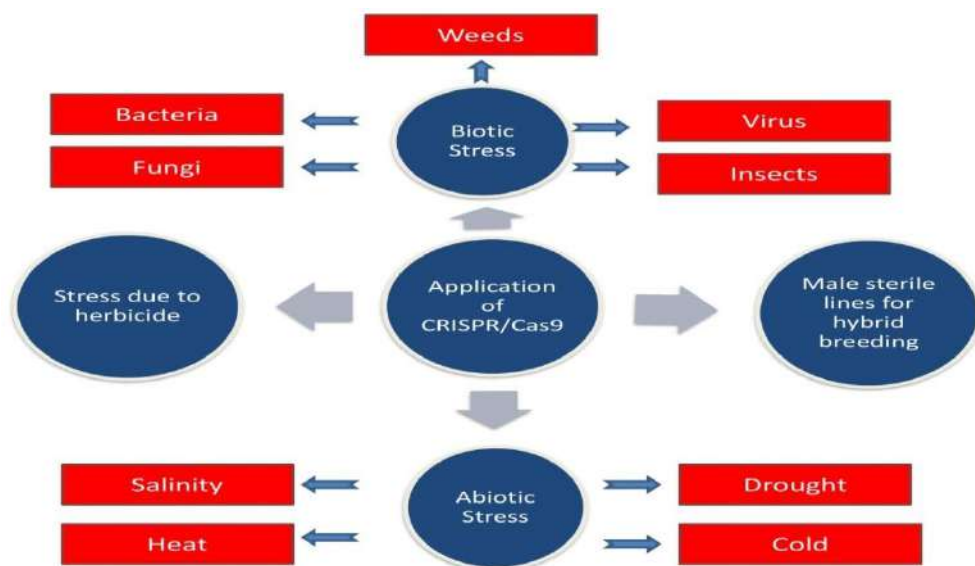 Weeds
Bacteria
Biotic
Stress
Virus
Fungi
Insects
Stress due to
herbicide
Application
of
CRISPR/Cas9
Male sterile
lines for
hybrid
breeding
Salinity
Abiotic
Stress
Drought
Heat
Cold